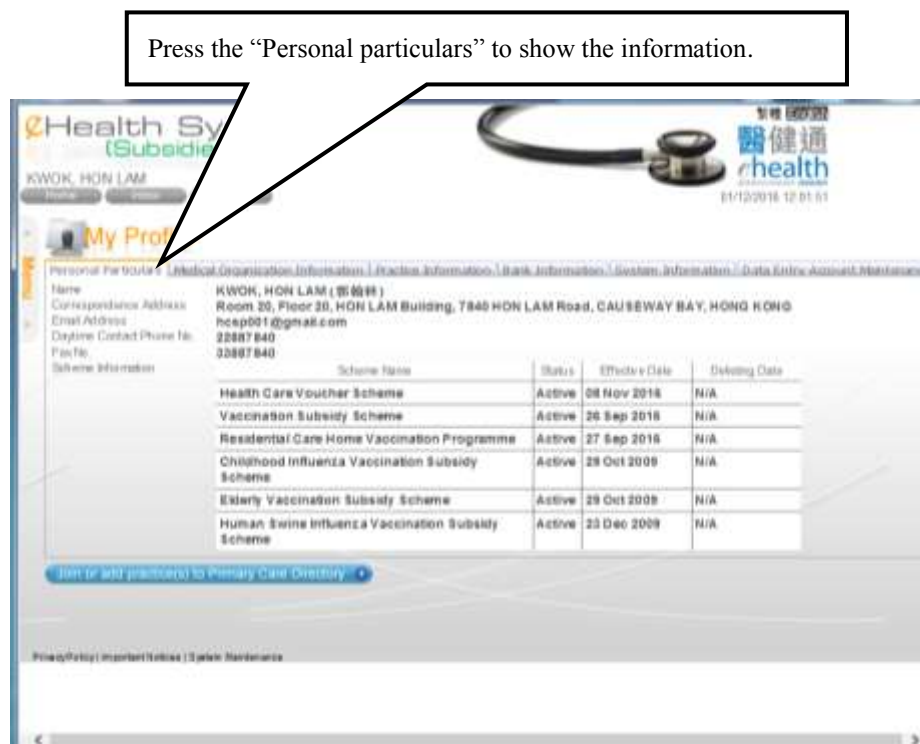 Press the “Personal particulars” to show the information.
eHealth Sy
(Subsidie
醫健通
ehealth
KWOK, HON LAM
Home
01/12/2016 12:01:51
My Prof
Menu
Personal Particulars | Medical Organization Information | Practice Information | Bank Information | System Information | Data Entry Account Maintenan
Name KWOK, HON LAM
Correspondence Address Room 20, Floor 20, HON LAM Building, 7840 HON LAM Road, CAUSEWAY BAY, HONG KONG
Email Address hcsp001@gmail.com
Daytime Contact Phone No. 22887840
Fax No. 33887840
Scheme Information
Scheme Name Status Effective Date Delisting Date
Health Care Voucher Scheme Active 08 Nov 2016 N/A
Vaccination Subsidy Scheme Active 26 Sep 2016 N/A
Residential Care Home Vaccination Programme Active 27 Sep 2016 N/A
Childhood Influenza Vaccination Subsidy
Scheme Active 29 Oct 2009 N/A
Elderly Vaccination Subsidy Scheme Active 29 Oct 2009 N/A
Human Swine Influenza Vaccination Subsidy
Scheme Active 23 Dec 2009 N/A
Join or add practice(s) to Primary Care Directory
Privacy Policy | Important Notices | System Maintenance